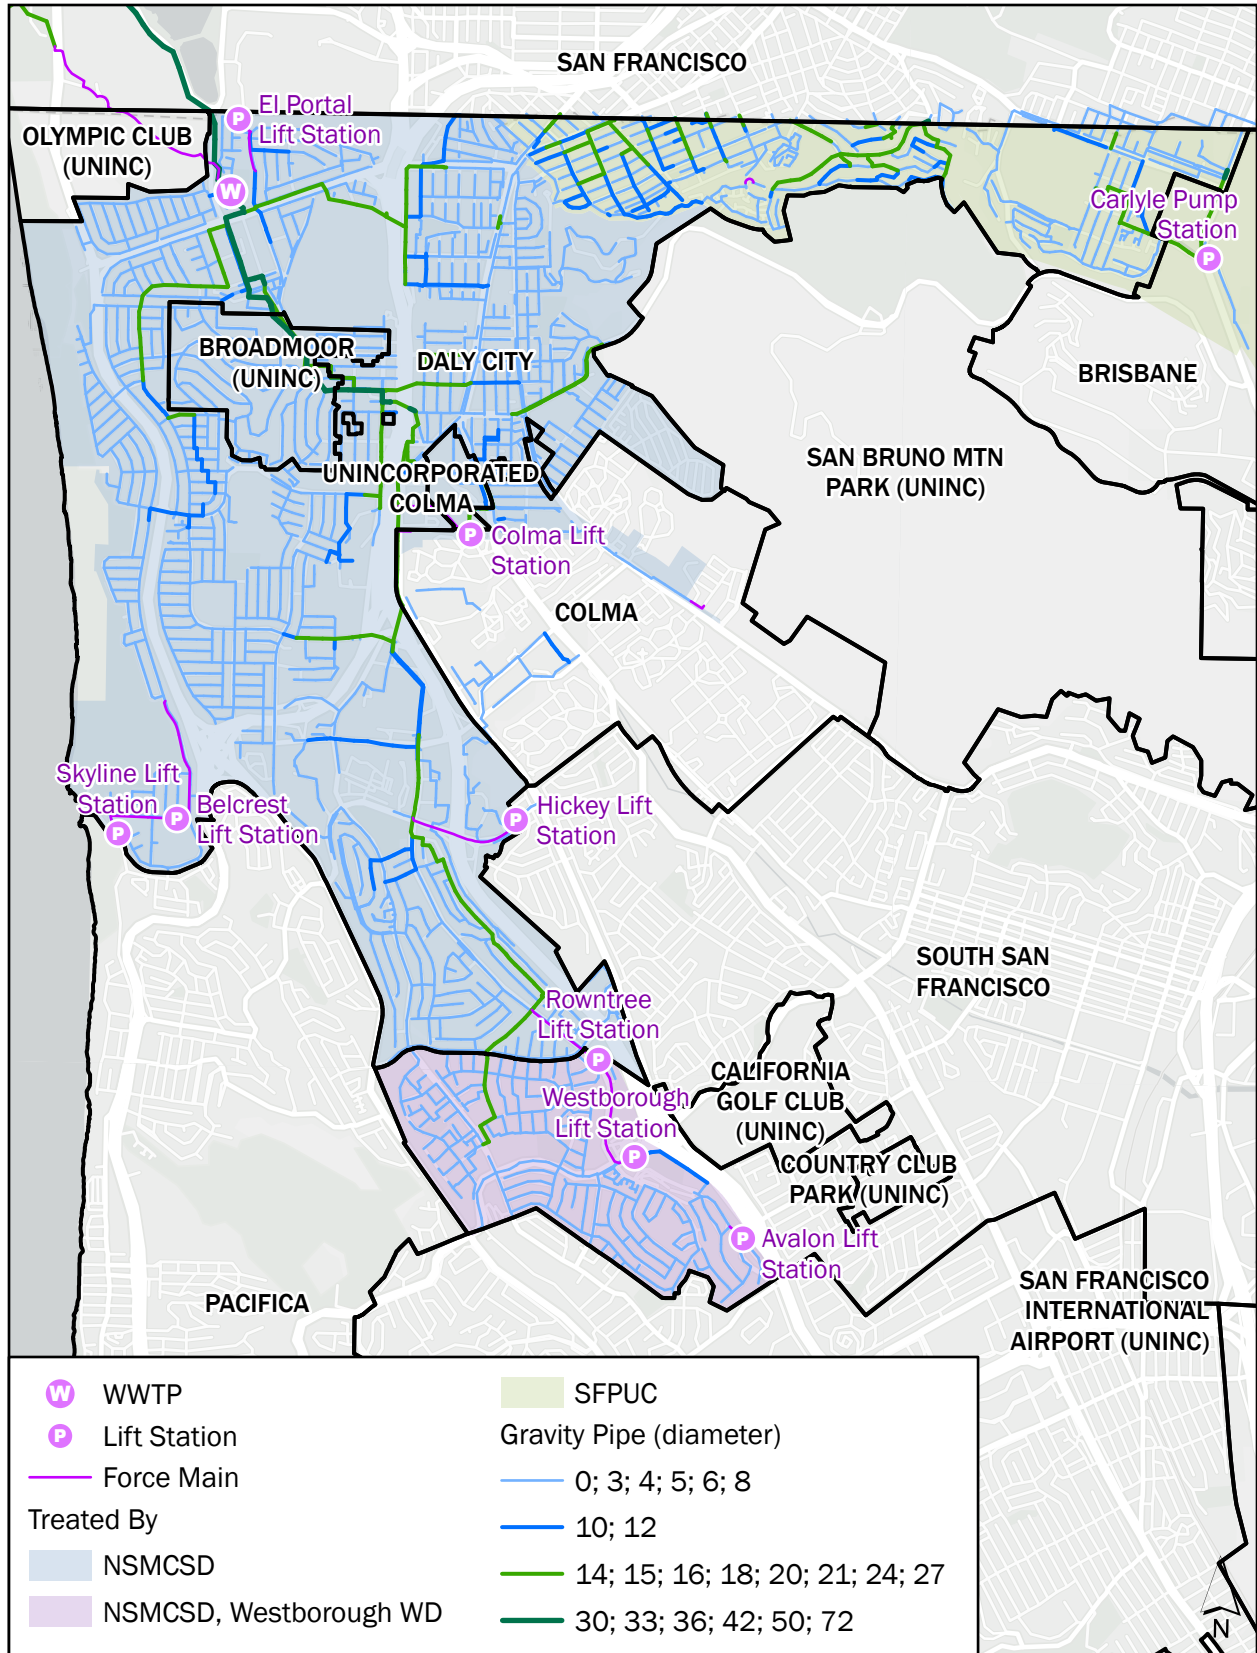 SAN FRANCISCO
El Portal
Lift Station
P
OLYMPIC CLUB
(UNINC)
W
Carlyle Pump
Station
P
BROADMOOR
(UNINC)
DALY CITY
BRISBANE
SAN BRUNO MTN
PARK (UNINC)
UNINCORPORATED
COLMA
P
Colma Lift
Station
COLMA
Skyline Lift
Station
P
P
Belcrest
Lift Station
P
Hickey Lift
Station
SOUTH SAN
FRANCISCO
Rowntree
Lift Station
P
Westborough
Lift Station
P
CALIFORNIA
GOLF CLUB
(UNINC)
COUNTRY CLUB
PARK (UNINC)
P
Avalon Lift
Station
PACIFICA
SAN FRANCISCO
INTERNATIONAL
AIRPORT (UNINC)
W WWTP
P Lift Station
Force Main
Treated By
NSMCSD
NSMCSD, Westborough WD
SFPUC
Gravity Pipe (diameter)
0; 3; 4; 5; 6; 8
10; 12
14; 15; 16; 18; 20; 21; 24; 27
30; 33; 36; 42; 50; 72
N